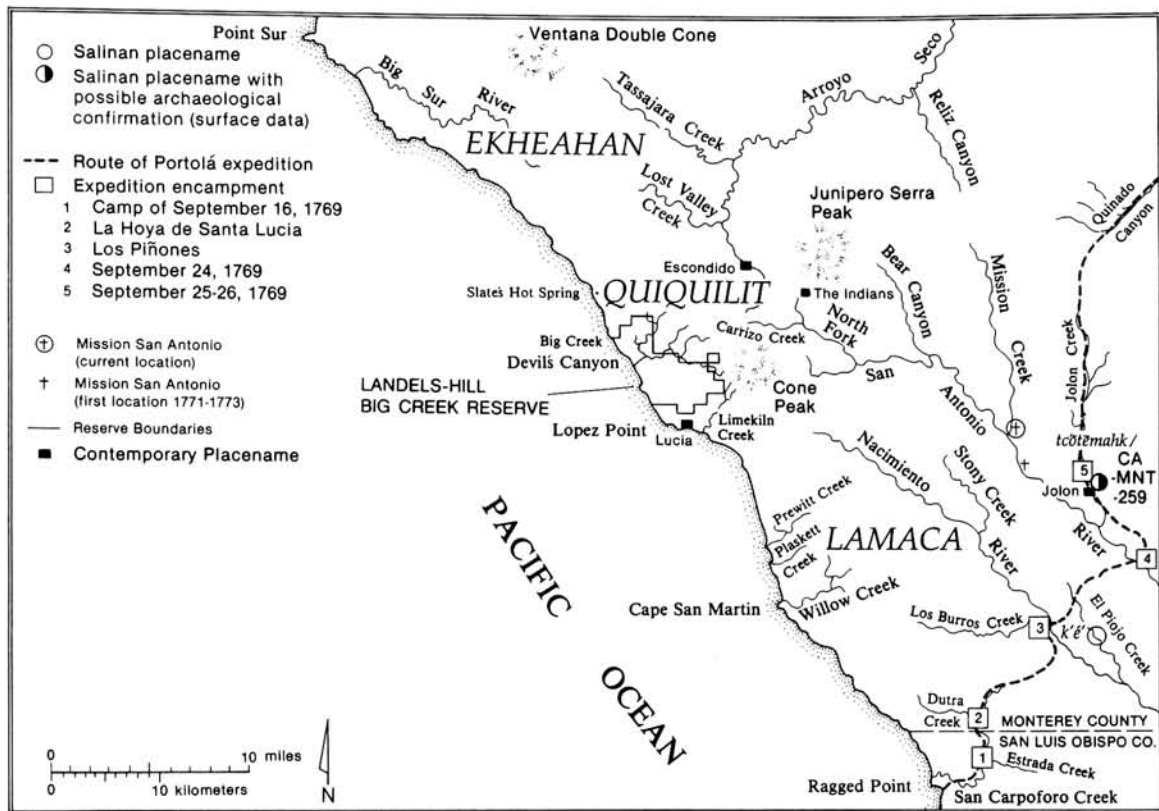 Point Sur
Salinan placename
Salinan placename with
possible archaeological
confirmation (surface data)
Route of Portolá expedition
Expedition encampment
1 Camp of September 16, 1769
2 La Hoya de Santa Lucia
3 Los Piñones
4 September 24, 1769
5 September 25-26, 1769
Mission San Antonio
(current location)
Mission San Antonio
(first location 1771-1773)
Reserve Boundaries
Contemporary Placename
Ventana Double Cone
Big Sur River
EKHEAHAN
Tassajara Creek
Arroyo Seco
Reliz Canyon
Lost Valley
Creek
Junipero Serra
Peak
Quinado
Canyon
Escondido
The Indians
Bear Canyon
Mission Creek
Slate's Hot Spring
QUIQUILIT
Big Creek
Carrizo Creek
North
Fork
Devil's Canyon
San Antonio River
Jolon Creek
LANDELS-HILL
BIG CREEK RESERVE
Cone
Peak
Lopez Point
Lucia
Limekiln
Creek
Nacimiento River
Stony Creek
tcōtēmahk/
CA
-MNT
-259
5
Jolon
Prewitt Creek
Plaskett
Creek
LAMACA
4
PACIFIC
OCEAN
Cape San Martin
Willow Creek
Los Burros Creek
3
k'ē'
El Piojo Creek
Dutra
Creek
2
MONTEREY COUNTY
SAN LUIS OBISPO CO.
1
Estrada Creek
Ragged Point
San Carpoforo Creek
0 10 miles
0 10 kilometers
N